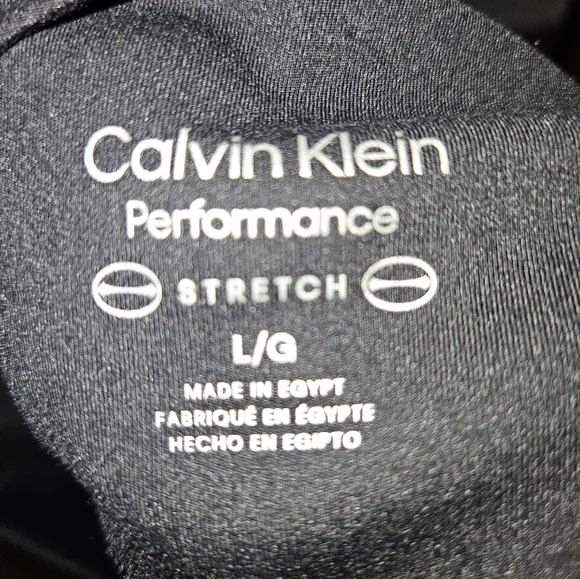 Calvin Klein
Performance
STRETCH
L/G
MADE IN EGYPT
FABRIQUÉ EN ÉGYPTE
HECHO EN EGIPTO